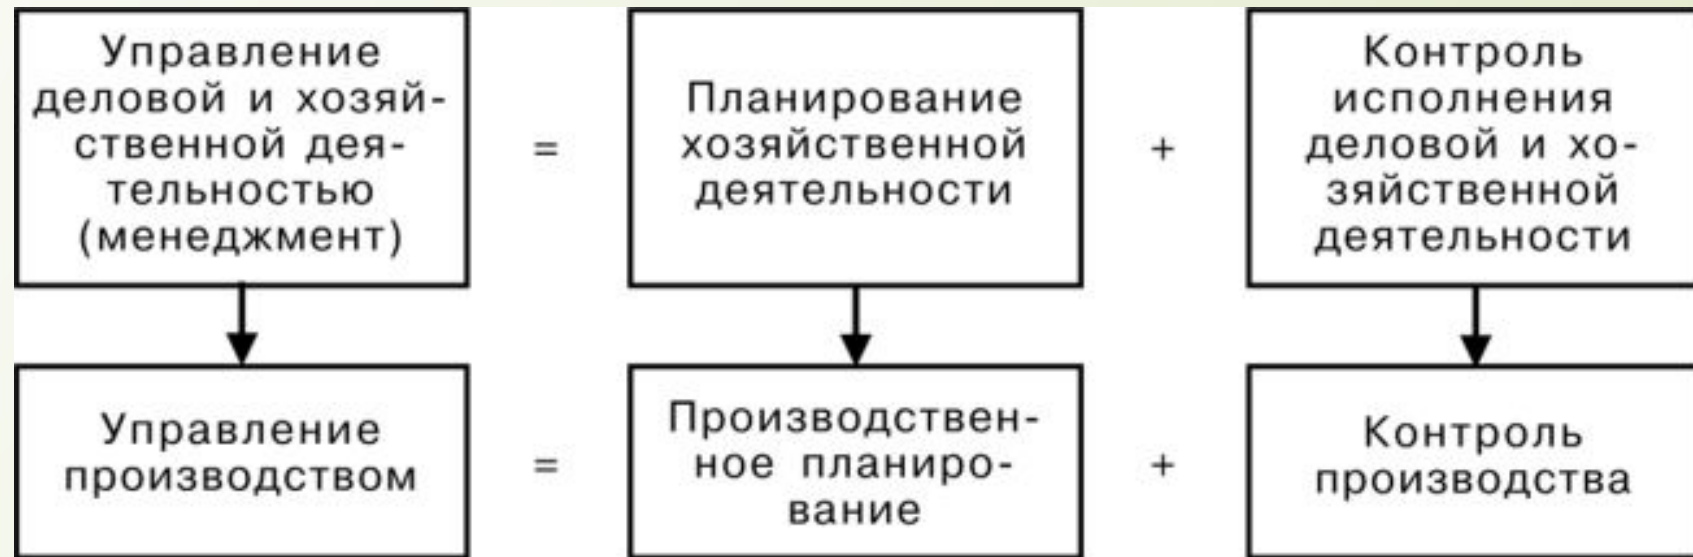 Управление
деловой и хозяй-
ственной дея-
тельностью
(менеджмент)
=
Планирование
хозяйственной
деятельности
+
Контроль
исполнения
деловой и хо-
зяйственной
деятельности
Управление
производством
=
Производствен-
ное планиро-
вание
+
Контроль
производства